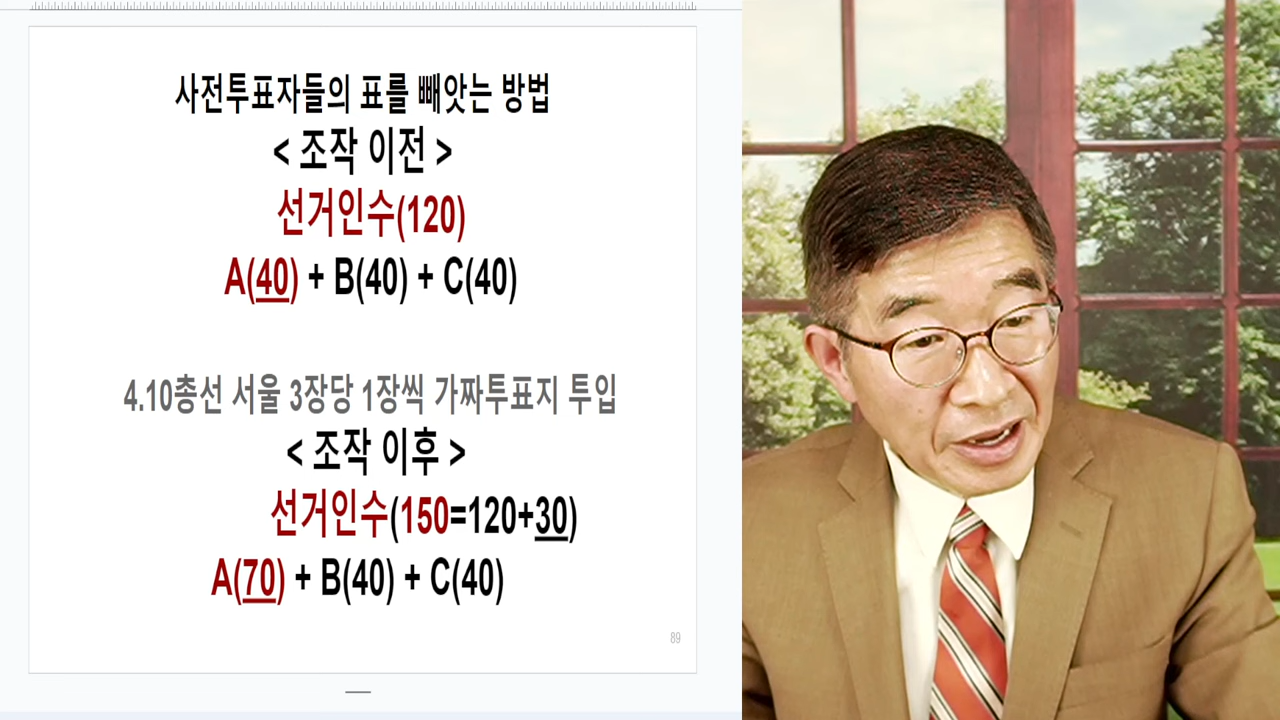 사전투표자들의 표를 빼앗는 방법
< 조작 이전 >
선거인수(120)
A(40) + B(40) + C(40)
4.10총선 서울 3장당 1장씩 가짜투표지 투입
< 조작 이후 >
선거인수(150=120+30)
A(70) + B(40) + C(40)
89